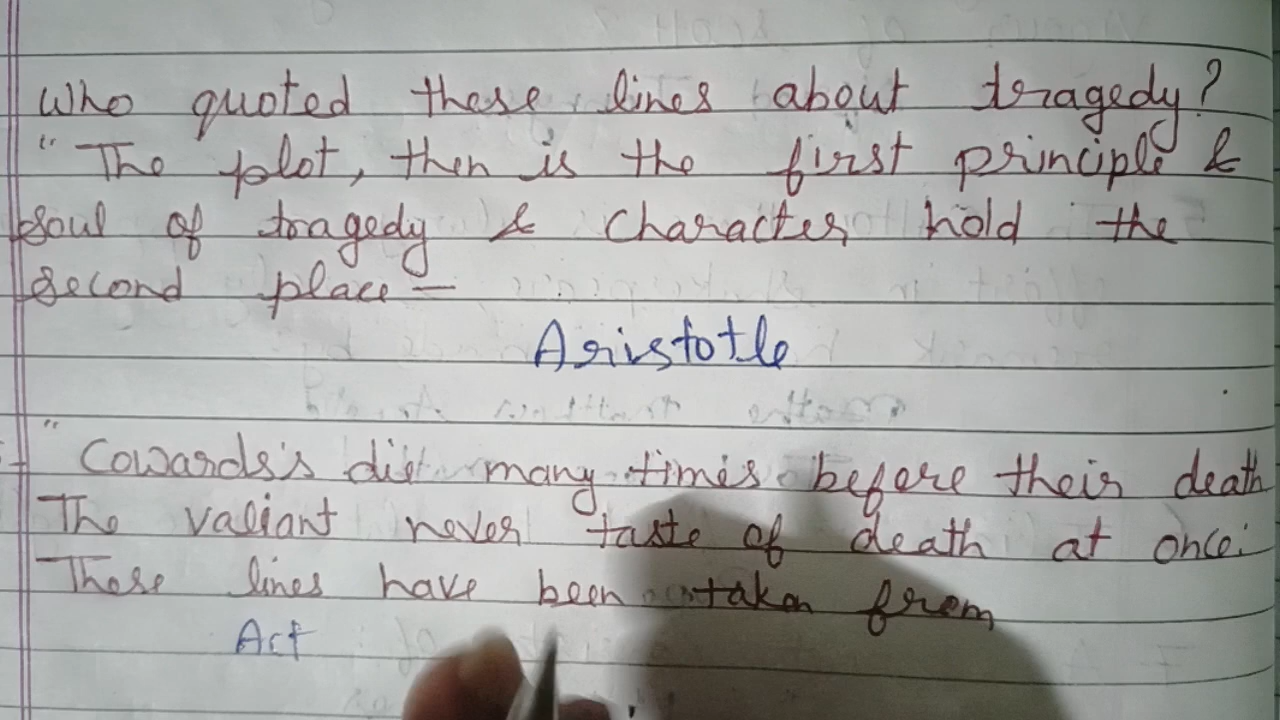 Who quoted these lines about tragedy?
"The plot, then is the first principle &
soul of tragedy & Character hold the
second place —
Aristotle
"Cowards's die many times before their death
The valiant never taste of death at once.
These lines have been taken from
Act